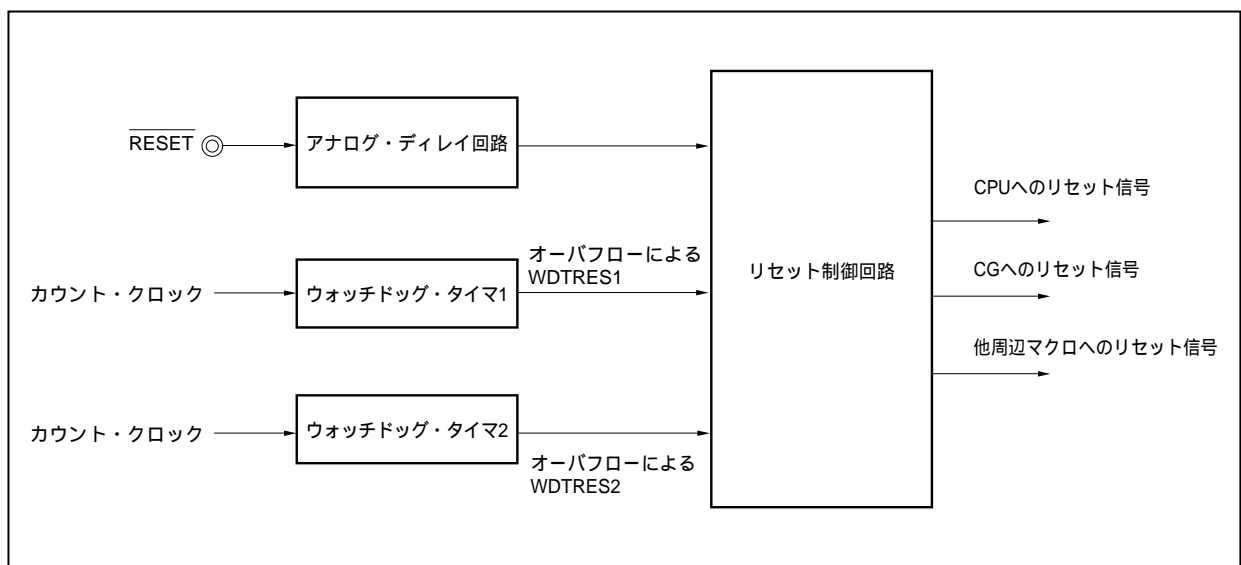 RESET
アナログ・ディレイ回路
CPUへのリセット信号
オーバフローによる
WDTRES1
リセット制御回路
CGへのリセット信号
カウント・クロック
ウォッチドッグ・タイマ1
他周辺マクロへのリセット信号
カウント・クロック
ウォッチドッグ・タイマ2
オーバフローによる
WDTRES2